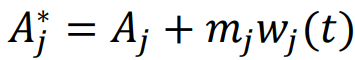 $A_j^* = A_j + m_j w_j(t)$